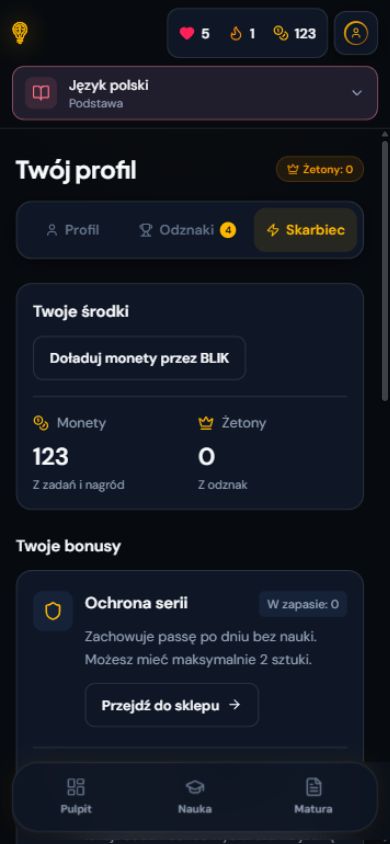 5 1 123
Język polski
Podstawa
Twój profil
Żetony: 0
Profil Odznaki 4 Skarbiec
Twoje środki
Doładuj monety przez BLIK
Monety Żetony
123 0
Z zadań i nagród Z odznak
Twoje bonusy
Ochrona serii W zapasie: 0
Zachowuje passę po dniu bez nauki.
Możesz mieć maksymalnie 2 sztuki.
Przejdź do sklepu →
Pulpit Nauka Matura